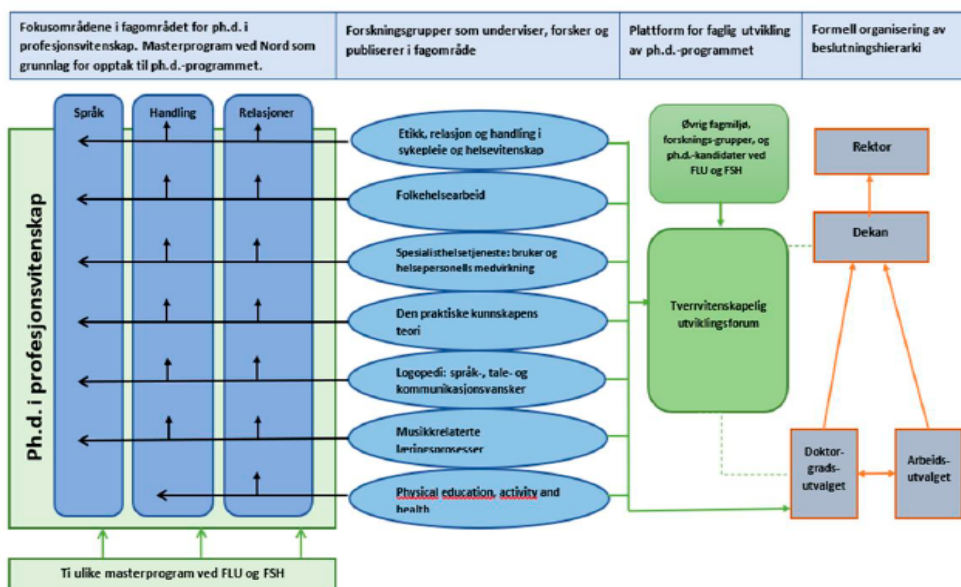 Fokusområdene i fagområdet for ph.d. i
profesjonsvitenskap. Masterprogram ved Nord som
grunnlag for opptak til ph.d.-programmet.
Forskningsgrupper som underviser, forsker og
publiserer i fagområde
Plattform for faglig utvikling
av ph.d.-programmet
Formell organisering av
beslutningshierarki
Ph.d. i profesjonsvitenskap
Språk
Handling
Relasjoner
Etikk, relasjon og handling i
sykepleie og helsevitenskap
Folkehelsearbeid
Spesialisthelsetjeneste: bruker og
helsepersonells medvirkning
Den praktiske kunnskapens
teori
Logopedi: språk-, tale- og
kommunikasjonsvansker
Musikkrelaterte
læringsprosesser
Physical education, activity and
health
Øvrig fagmiljø,
forsknings-grupper, og
ph.d.-kandidater ved
FLU og FSH
Tverrvitenskapelig
utviklingsforum
Rektor
Dekan
Doktor-
grads-
utvalget
Arbeids-
utvalget
Ti ulike masterprogram ved FLU og FSH